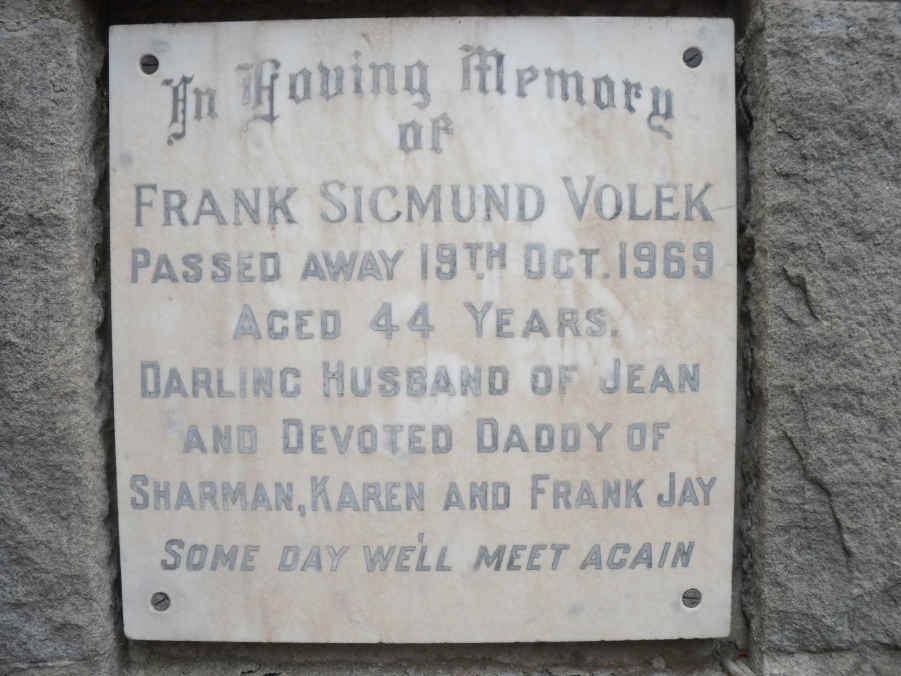 In Loving Memory
of
FRANK SIGMUND VOLEK
PASSED AWAY 19TH OCT. 1969
AGED 44 YEARS.
DARLING HUSBAND OF JEAN
AND DEVOTED DADDY OF
SHARMAN, KAREN AND FRANK JAY
SOME DAY WE'LL MEET AGAIN